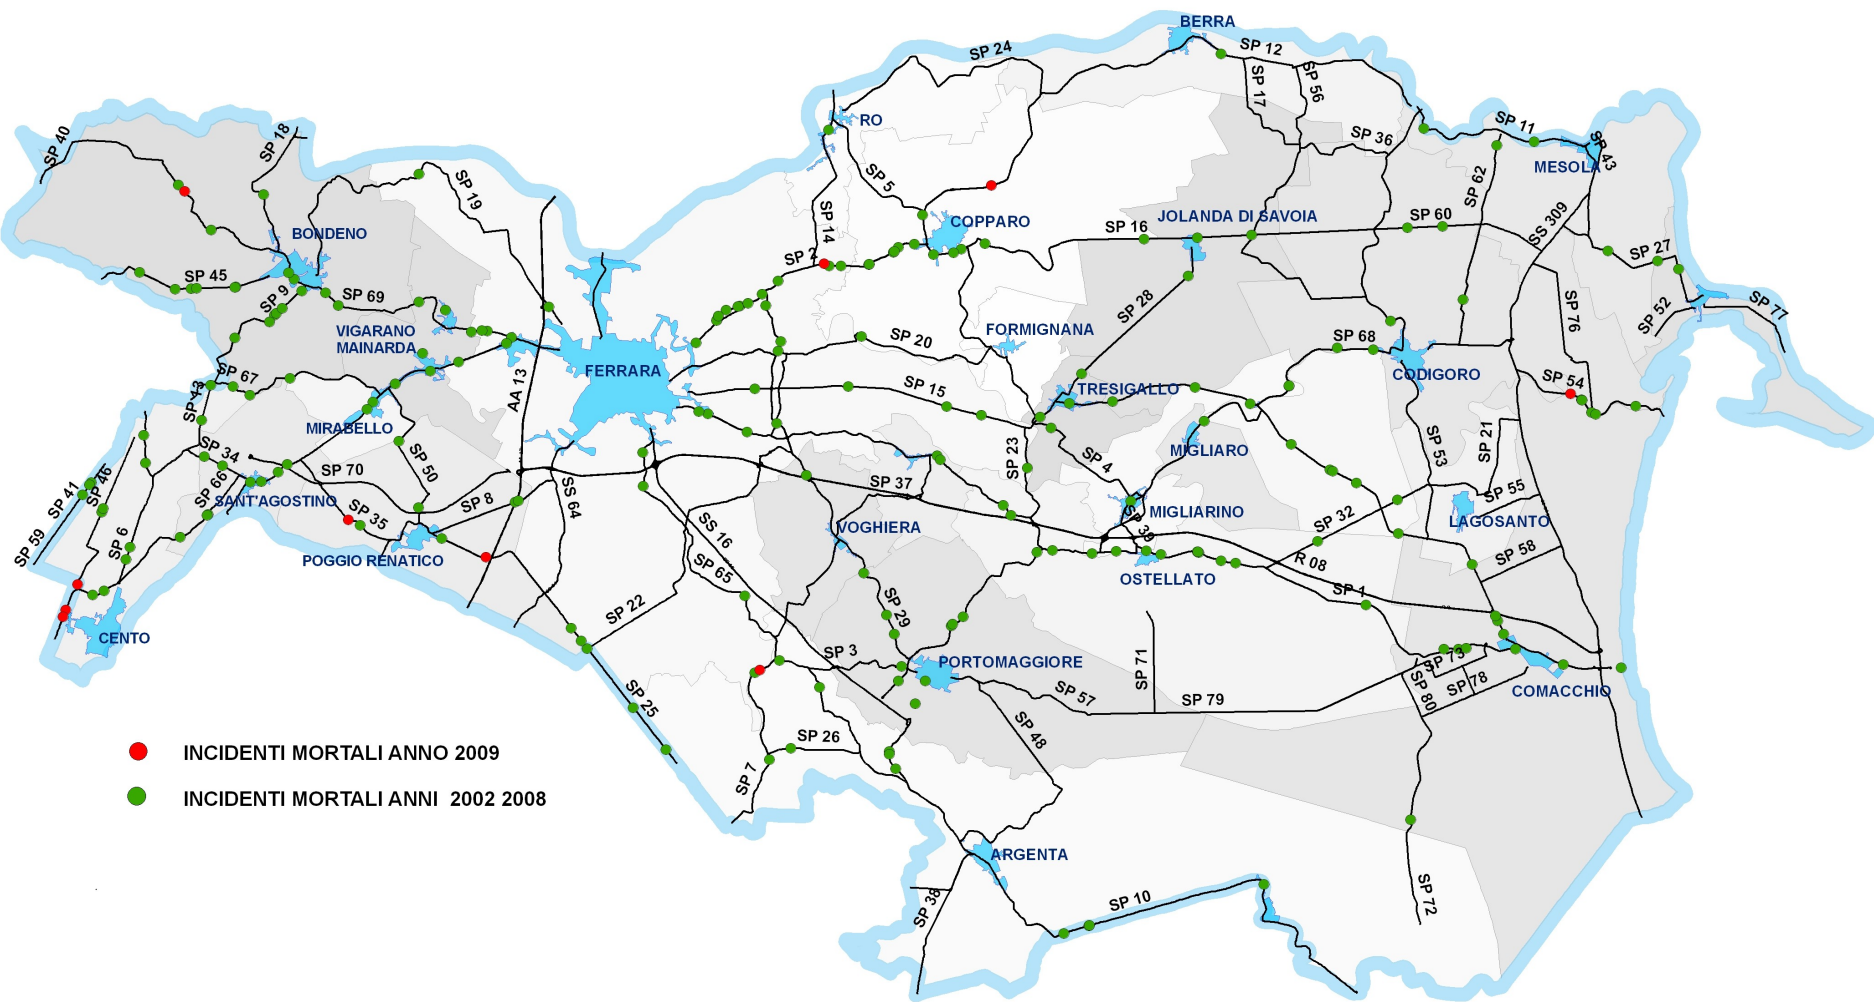 BERRA
SP 24
SP 12
SP 17
SP 56
RO
SP 11
SP 36
SP 43
MESOLA
SP 40
SP 18
SP 19
SP 5
SP 62
COPPARO
SP 14
JOLANDA DI SAVOIA
SP 16
SP 60
SS 309
BONDENO
SP 27
SP 2
SP 45
SP 9
SP 69
SP 28
SP 76
SP 52
SP 77
VIGARANO
MAINARDA
FORMIGNANA
SP 20
SP 68
FERRARA
CODIGORO
SP 67
SP 43
AA 13
SP 15
TRESIGALLO
SP 54
MIRABELLO
SP 34
SP 50
SP 23
SP 4
MIGLIARO
SP 53
SP 21
SP 70
SP 37
SP 41
SP 46
SP 66
SANT'AGOSTINO
SP 8
SS 64
SP 55
SP 35
SS 16
VOGHIERA
MIGLIARINO
SP 39
SP 32
LAGOSANTO
SP 59
SP 6
POGGIO RENATICO
SP 65
OSTELLATO
R 08
SP 58
SP 1
SP 22
SP 29
CENTO
SP 3
PORTOMAGGIORE
SP 71
SP 73
SP 78
SP 80
COMACCHIO
SP 25
SP 57
SP 79
SP 48
SP 26
SP 7
INCIDENTI MORTALI ANNO 2009
INCIDENTI MORTALI ANNI 2002 2008
ARGENTA
SP 38
SP 10
SP 72